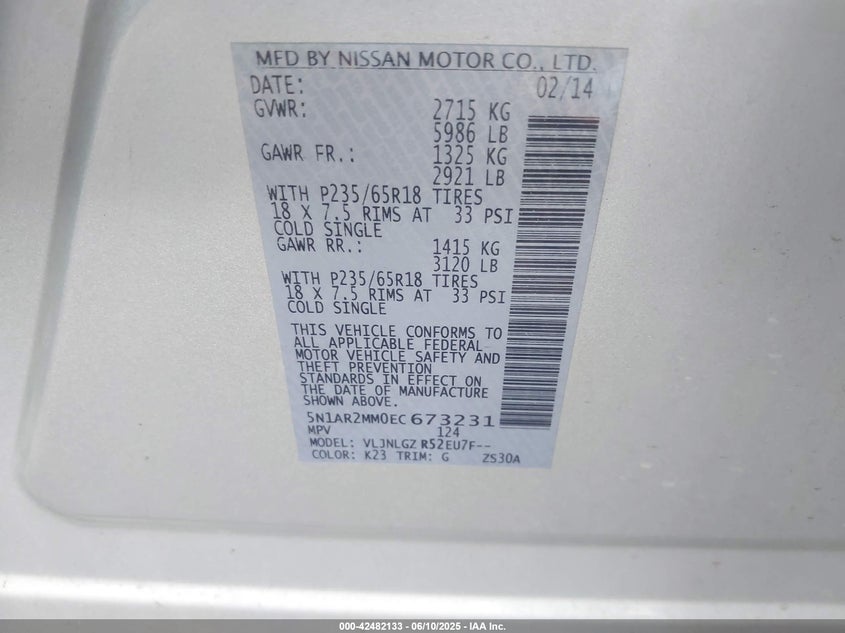 MFD BY NISSAN MOTOR CO., LTD.
DATE: 02/14
GVWR: 2715 KG
5986 LB
GAWR FR.: 1325 KG
2921 LB
WITH P235/65R18 TIRES
18 X 7.5 RIMS AT 33 PSI
COLD SINGLE
GAWR RR.: 1415 KG
3120 LB
WITH P235/65R18 TIRES
18 X 7.5 RIMS AT 33 PSI
COLD SINGLE
THIS VEHICLE CONFORMS TO
ALL APPLICABLE FEDERAL
MOTOR VEHICLE SAFETY AND
THEFT PREVENTION
STANDARDS IN EFFECT ON
THE DATE OF MANUFACTURE
SHOWN ABOVE.
5N1AR2MM0EC 673231
MPV 124
MODEL: VLJNLGZ R52EU7F--
COLOR: K23 TRIM: G ZS30A
000-42482133 - 06/10/2025 - IAA Inc.